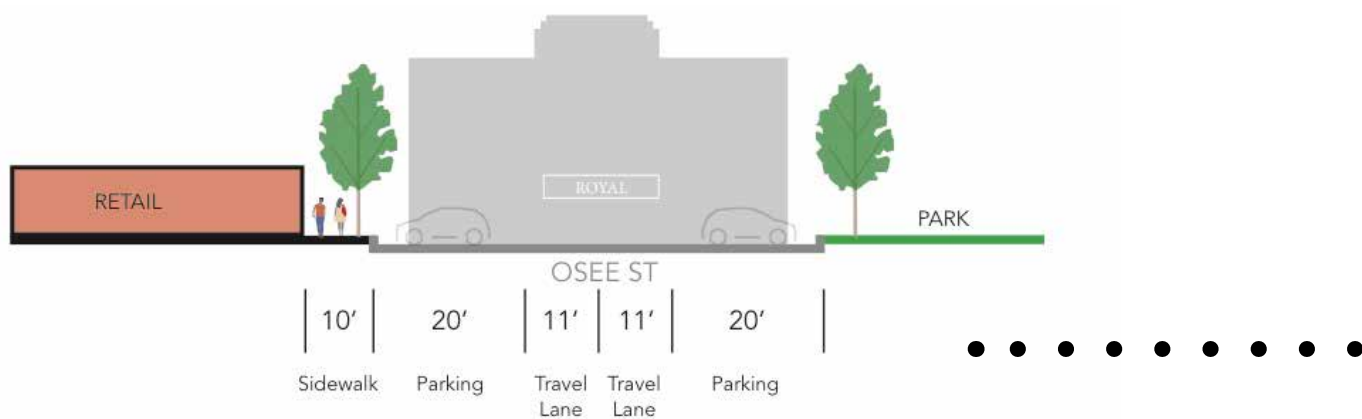 RETAIL
ROYAL
PARK
OSEE ST
10’ 20’ 11’ 11’ 20’
Sidewalk Parking Travel Lane Travel Lane Parking